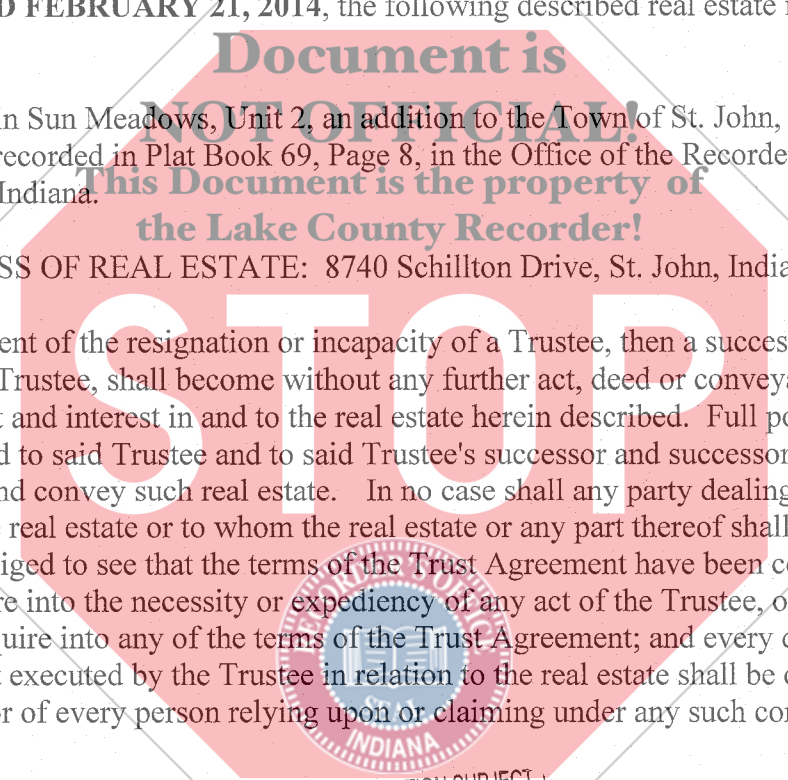 D FEBRUARY 21, 2014, the following described real estate i
Document is
NOT OFFICIAL!
in Sun Meadows, Unit 2, an addition to the Town of St. John,
recorded in Plat Book 69, Page 8, in the Office of the Recorde
This Document is the property of
Indiana.
the Lake County Recorder!
SS OF REAL ESTATE: 8740 Schillton Drive, St. John, India
STOP
ent of the resignation or incapacity of a Trustee, then a succes
Trustee, shall become without any further act, deed or conveya
t and interest in and to the real estate herein described. Full po
d to said Trustee and to said Trustee's successor and successor
nd convey such real estate. In no case shall any party dealing
e real estate or to whom the real estate or any part thereof shall
iged to see that the terms of the Trust Agreement have been co
re into the necessity or expediency of any act of the Trustee, o
quire into any of the terms of the Trust Agreement; and every d
t executed by the Trustee in relation to the real estate shall be c
r of every person relying upon or claiming under any such con
SEAL
INDIANA
SUBJECT